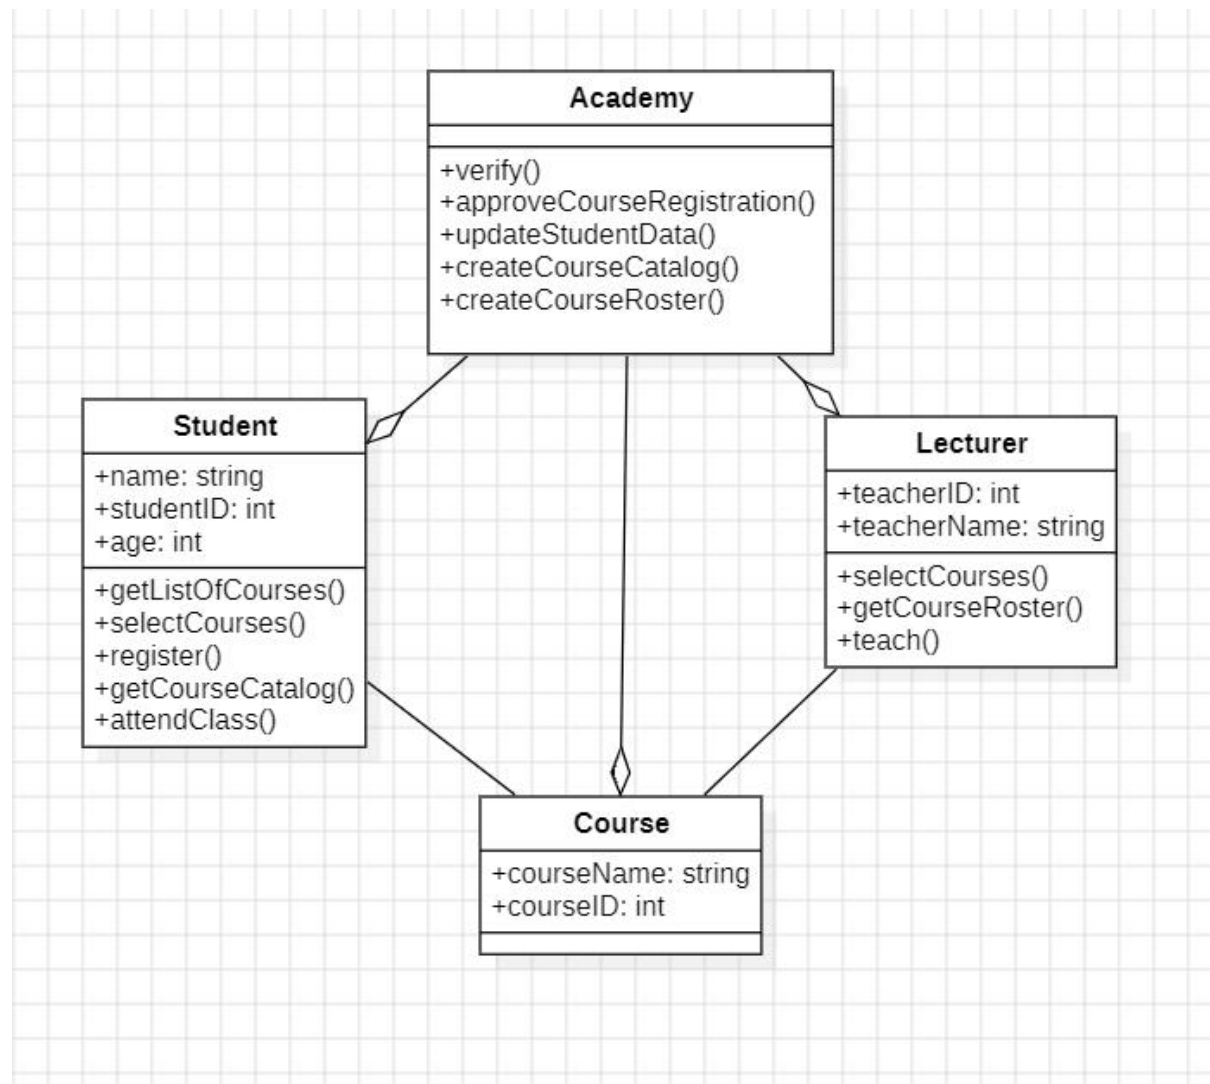 Academy
+verify()
+approveCourseRegistration()
+updateStudentData()
+createCourseCatalog()
+createCourseRoster()
Student
+name: string
+studentID: int
+age: int
+getListOfCourses()
+selectCourses()
+register()
+getCourseCatalog()
+attendClass()
Lecturer
+teacherID: int
+teacherName: string
+selectCourses()
+getCourseRoster()
+teach()
Course
+courseName: string
+courseID: int